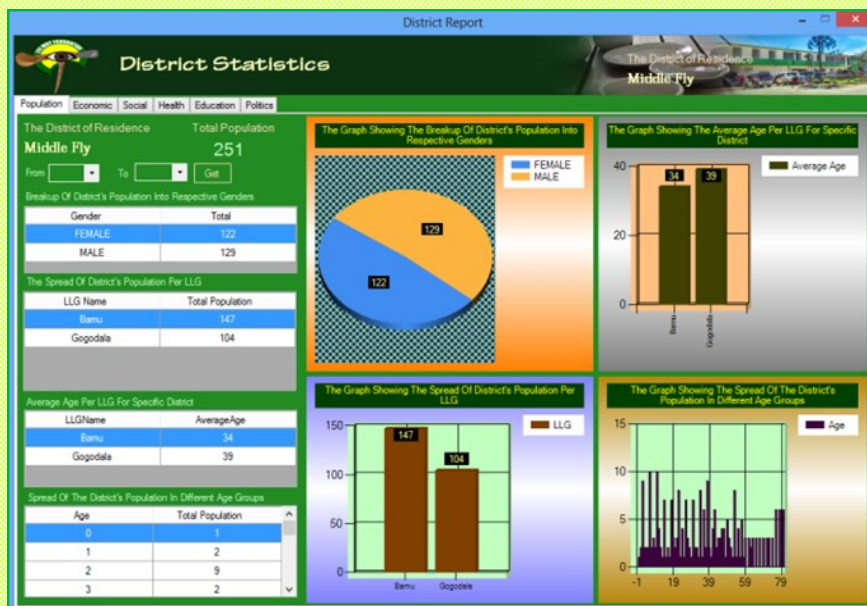 District Report
District Statistics
The District of Residence
Middle Fly
Population Economic Social Health Education Politics
The District of Residence Total Population
Middle Fly 251
From To Get
Breakup Of District's Population Into Respective Genders
Gender Total
FEMALE 122
MALE 129
The Spread Of District's Population Per LLG
LLG Name Total Population
Bamu 147
Gogodala 104
Average Age Per LLG For Specific District
LLGName AverageAge
Bamu 34
Gogodala 39
Spread Of The District's Population In Different Age Groups
Age Total Population
0 1
1 2
2 9
3 2
The Graph Showing The Breakup Of District's Population Into
Respective Genders
FEMALE
MALE
129
122
The Graph Showing The Average Age Per LLG For Specific
District
Average Age
40
20
0
34 39
Bamu Gogodala
The Graph Showing The Spread Of District's Population Per
LLG
LLG
150
100
50
0
147 104
Bamu Gogodala
The Graph Showing The Spread Of The District's
Population In Different Age Groups
Age
15
10
5
0
-1 19 39 59 79